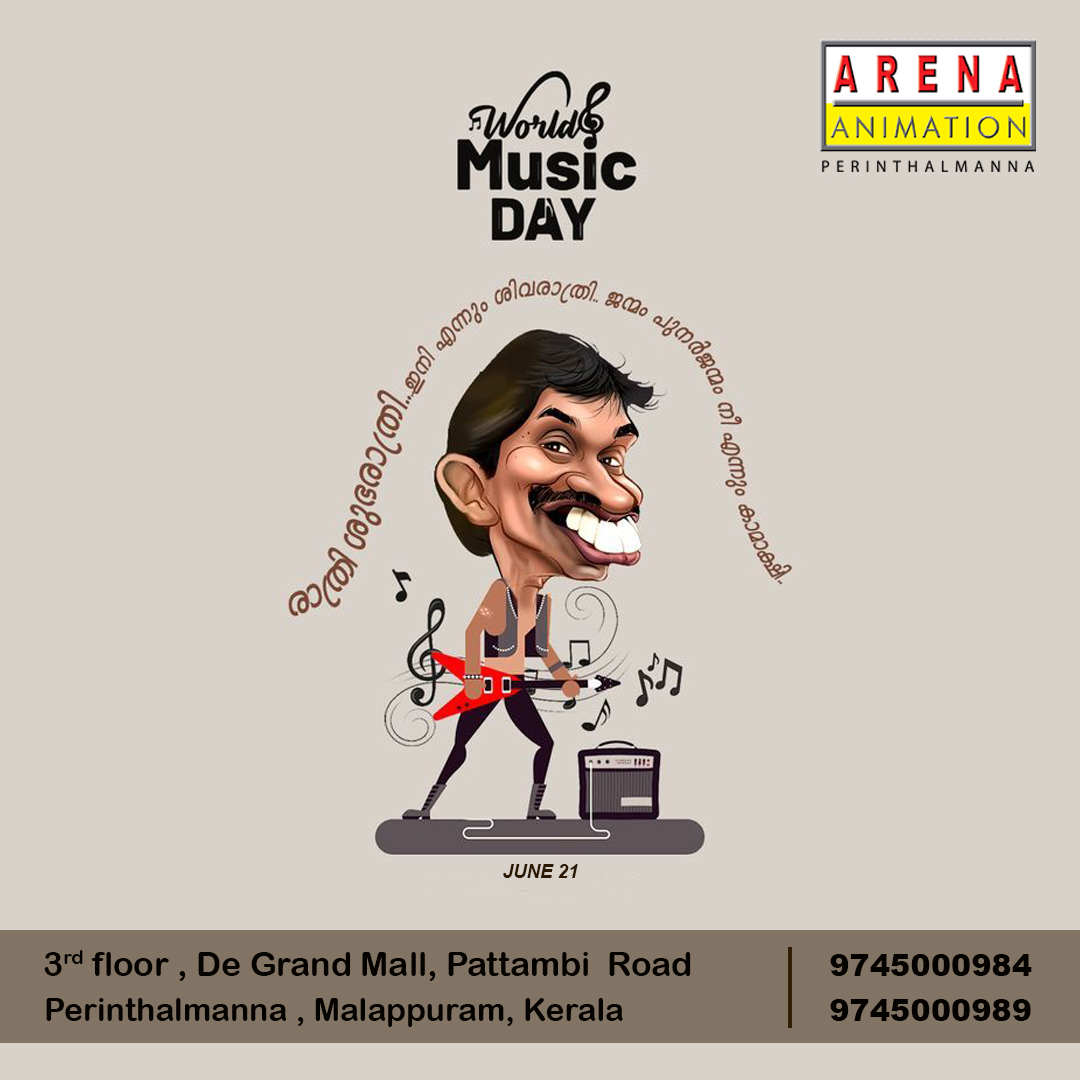 World
Music
DAY
ARENA
ANIMATION
PERINTHALMANNA
രാത്രി ശുഭരാത്രി...ഇനി എന്നും ശിവരാത്രി.. ജന്മം പുനർജന്മം നീ എന്നും കാമാക്ഷി..
JUNE 21
3rd floor , De Grand Mall, Pattambi Road
Perinthalmanna , Malappuram, Kerala
9745000984
9745000989